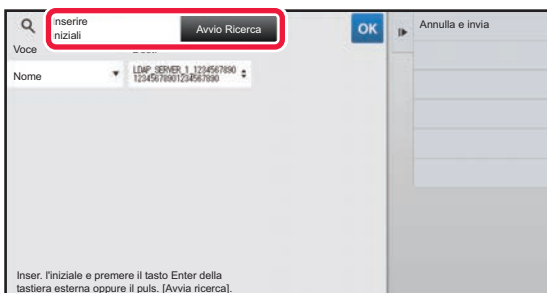 nserire
niziali
Avvio Ricerca
OK
Annulla e invia
Voce
Nome
LDAP_SERVER_1_1234567890
12345678901234567890
Inser. l'iniziale e premere il tasto Enter della
tastiera esterna oppure il puls. [Avvia ricerca].